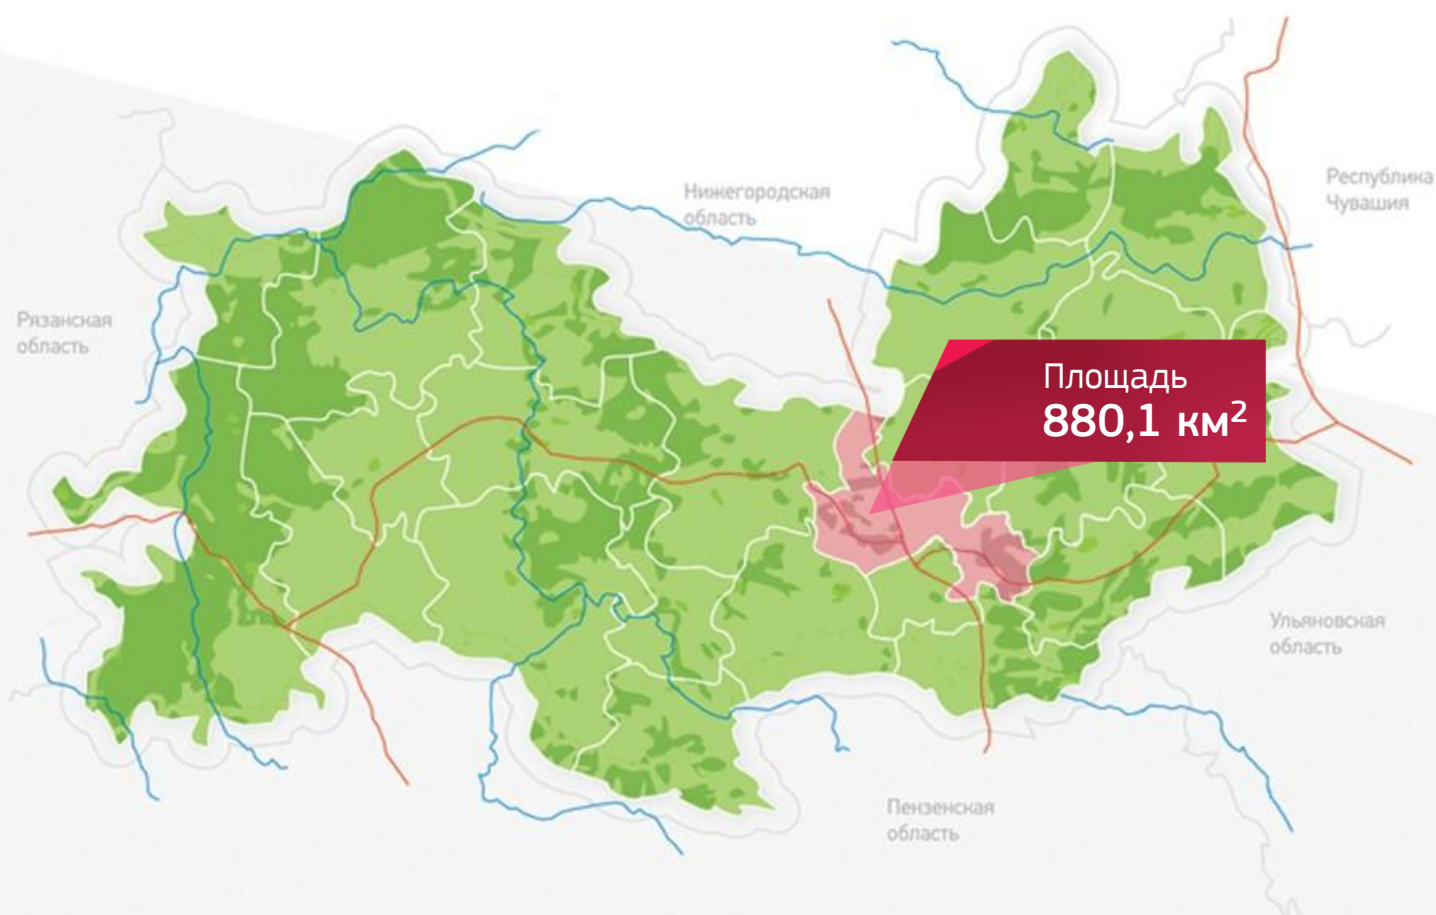 Нижегородская
область
Республика
Чувашия
Рязанская
область
Площадь
880,1 км²
Ульяновская
область
Пензенская
область